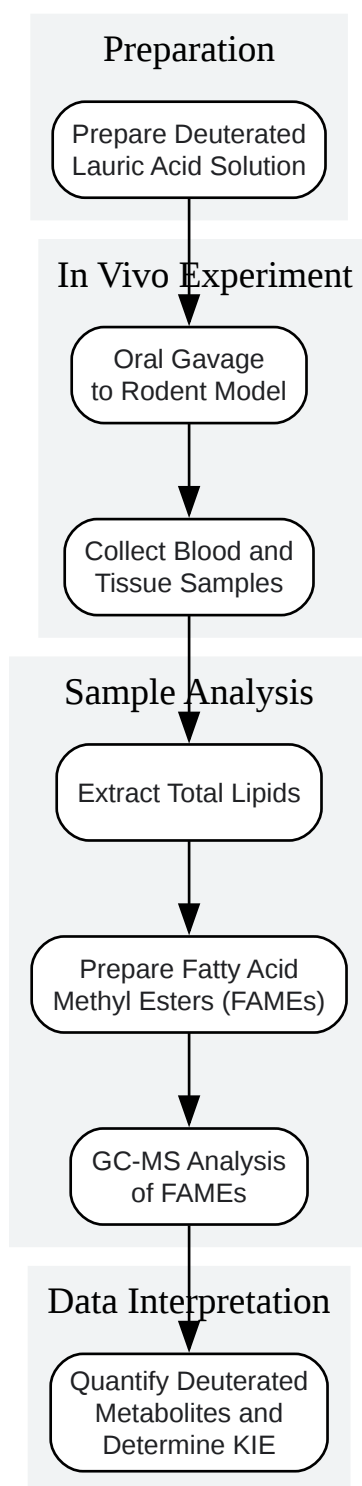 Preparation
Prepare Deuterated
Lauric Acid Solution
In Vivo Experiment
Oral Gavage
to Rodent Model
Collect Blood and
Tissue Samples
Sample Analysis
Extract Total Lipids
Prepare Fatty Acid
Methyl Esters (FAMEs)
GC-MS Analysis
of FAMEs
Data Interpretation
Quantify Deuterated
Metabolites and
Determine KIE